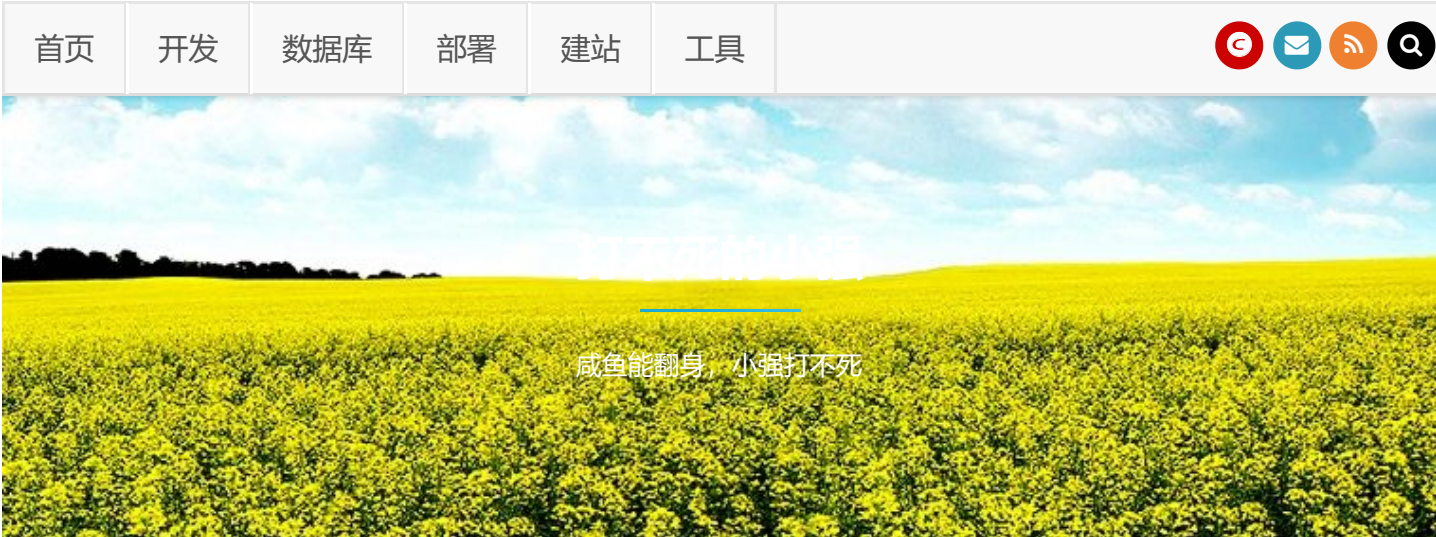 首页 开发 数据库 部署 建站 工具
打不死的小强
咸鱼能翻身，小强打不死